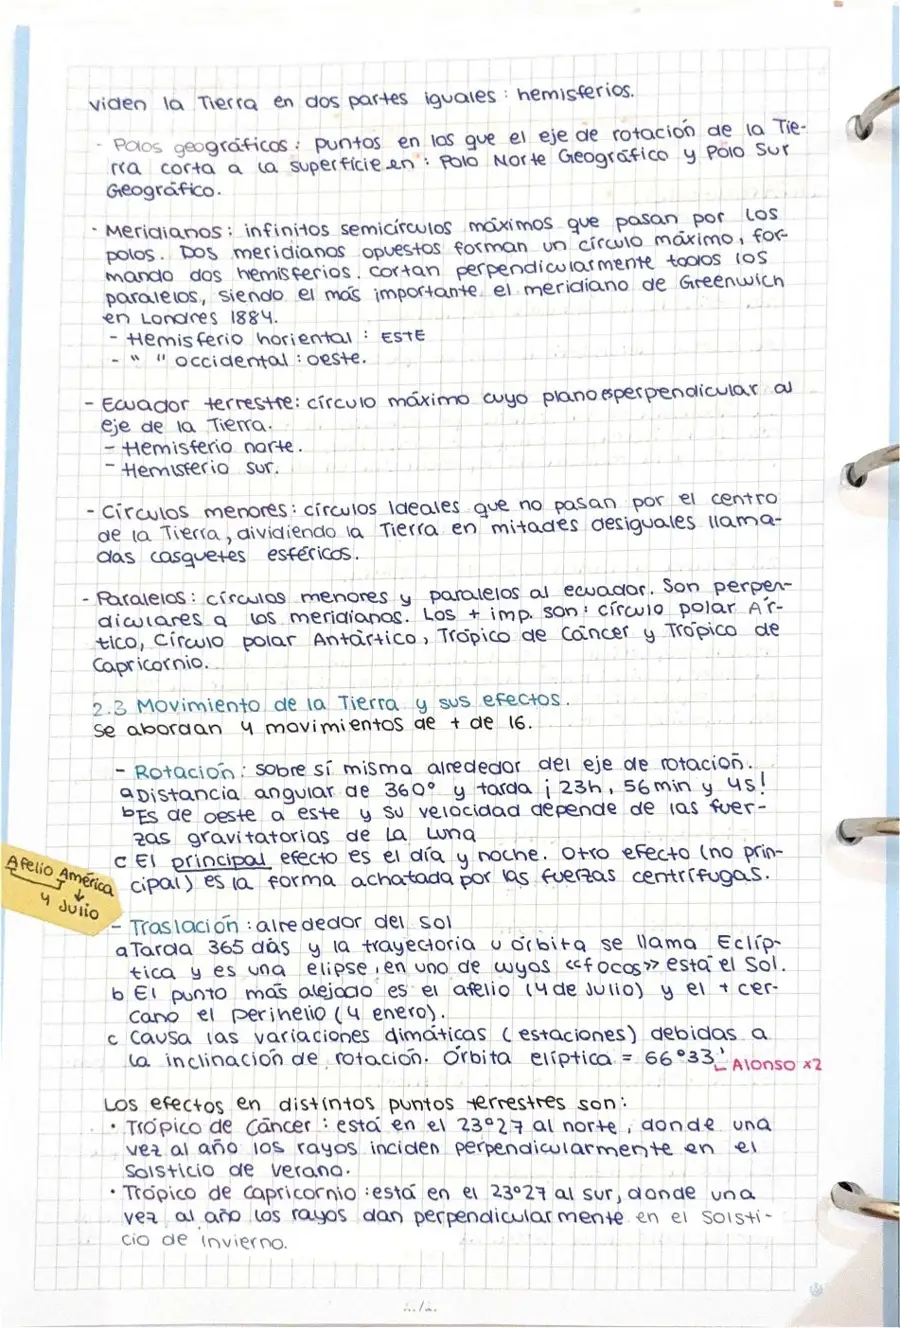 viden la Tierra en dos partes iguales: hemisferios.
- Polos geográficos: puntos en los que el eje de rotación de la Tie-
rra corta a la superficie en: Polo Norte Geográfico y Polo Sur
Geográfico.
· Meridianos: infinitos semicírculos máximos que pasan por los
polos. Dos meridianos opuestos forman un círculo máximo, for-
mando dos hemisferios. Cortan perpendicularmente todos los
paralelos, siendo el más importante el meridiano de Greenwich
en Londres 1884.
- Hemisferio horiental: ESTE
- " " occidental: oeste.
- Ecuador terrestre: círculo máximo cuyo plano es perpendicular al
eje de la Tierra.
- Hemisferio norte.
- Hemisferio sur.
- Círculos menores: círculos ideales que no pasan por el centro
de la Tierra, dividiendo la Tierra en mitades desiguales llama-
das casquetes esféricos.
- Paralelos: círculos menores y paralelos al ecuador. Son perpen-
diculares a los meridianos. Los + imp. son: círculo polar Ár-
tico, Círculo polar Antártico, Trópico de Cáncer y Trópico de
Capricornio.
2.3 Movimiento de la Tierra y sus efectos.
Se abordan 4 movimientos de + de 16.
- Rotación: sobre sí misma alrededor del eje de rotación.
a Distancia angular de 360º y tarda ¡23h, 56min y 4s!
b Es de oeste a este y su velocidad depende de las fuer-
zas gravitatorias de La Luna
c El principal efecto es el día y noche. Otro efecto (no prin-
cipal) es la forma achatada por las fuerzas centrífugas.
Afelio América
4 Julio
- Traslación: alrededor del sol
a Tarda 365 días y la trayectoria u órbita se llama Eclíp-
tica y es una elipse, en uno de cuyos «focos» está el Sol.
b El punto más alejado es el afelio (4 de Julio) y el + cer-
cano el perihelio (4 enero).
c Causa las variaciones climáticas (estaciones) debidas a
la inclinación de rotación. Órbita elíptica = 66º33'
Alonso x2
Los efectos en distintos puntos terrestres son:
· Trópico de Cáncer: está en el 23º27 al norte, donde una
vez al año los rayos inciden perpendicularmente en el
Solsticio de verano.
· Trópico de Capricornio: está en el 23º27 al sur, donde una
vez al año los rayos dan perpendicularmente en el solsti-
cio de invierno.